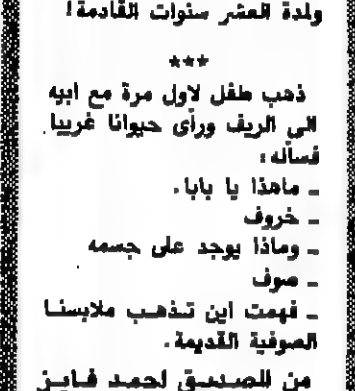 ولمدة العشر سنوات القادمة!
***
ذهب طفل لاول مرة مع ابيه
الى الريف ورأى حيوانا غريبا
فسأله :
ـ ماهذا يا بابا .
ـ خروف
ـ وماذا يوجد على جسمه
ـ صوف
ـ فهمت اين تذهب ملابسنا
الصوفية القديمة .
من الصديق احمد فايز